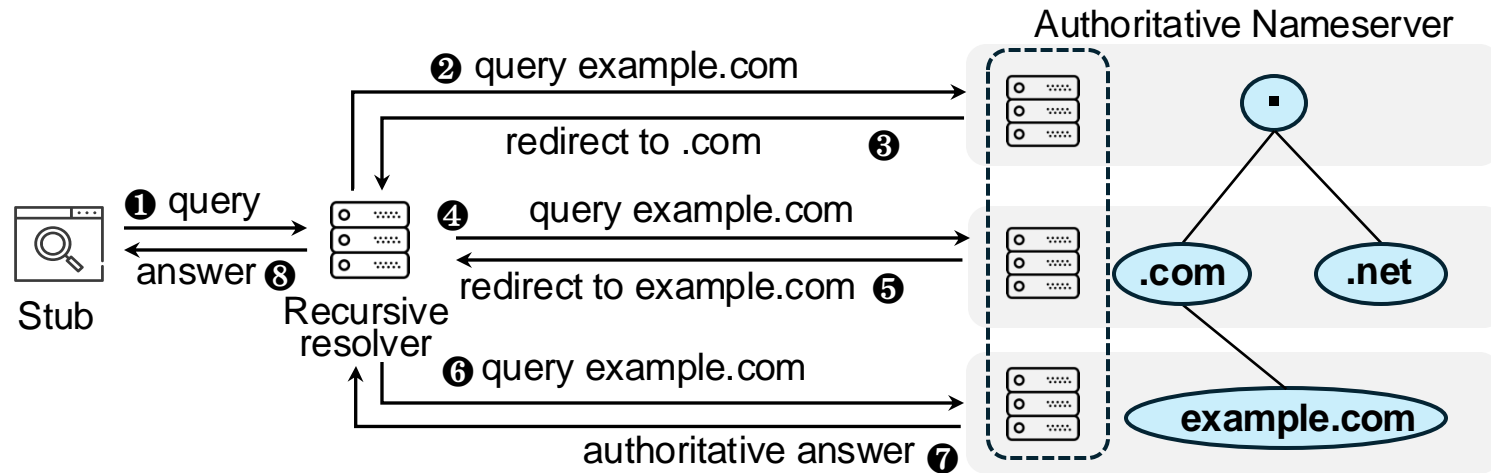 Authoritative Nameserver
❷ query example.com
redirect to .com ❸
❶ query
answer ❽
Stub
Recursive
resolver
❹ query example.com
redirect to example.com ❺
❻ query example.com
authoritative answer ❼
.
.com
.net
example.com